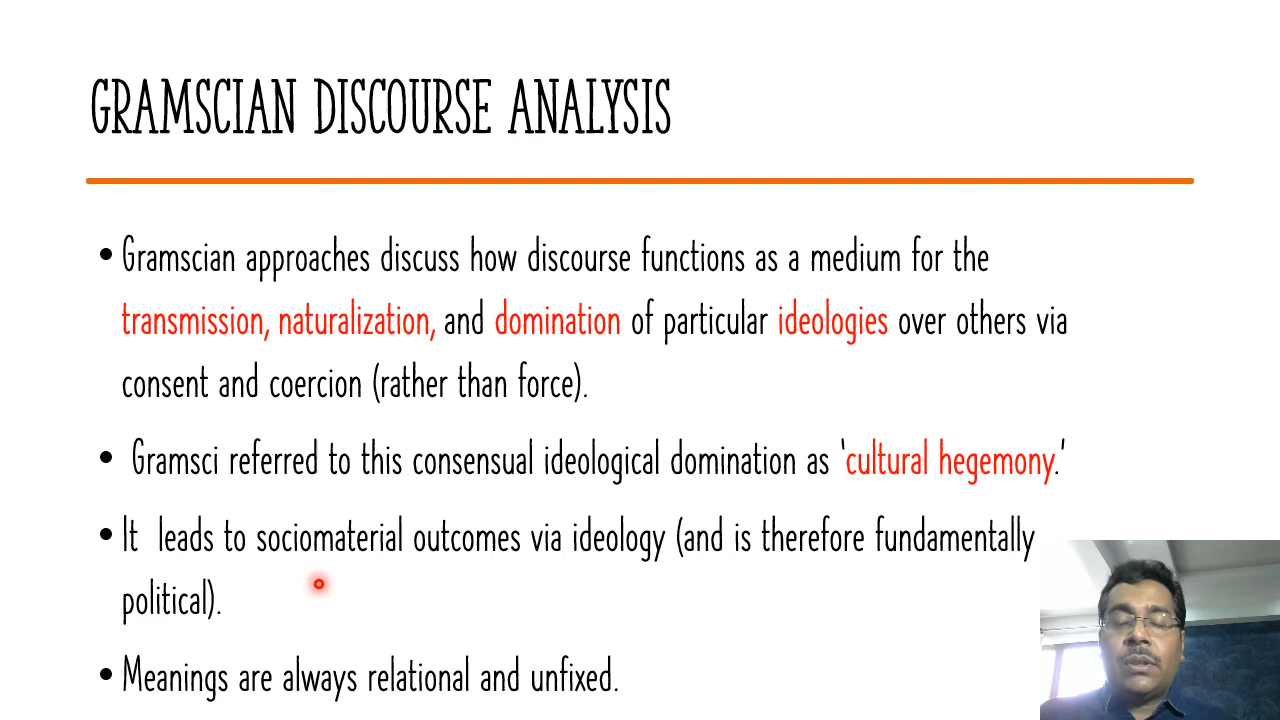 GRAMSCIAN DISCOURSE ANALYSIS
• Gramscian approaches discuss how discourse functions as a medium for the
transmission, naturalization, and domination of particular ideologies over others via
consent and coercion (rather than force).
• Gramsci referred to this consensual ideological domination as ‘cultural hegemony.’
• It leads to sociomaterial outcomes via ideology (and is therefore fundamentally
political).
• Meanings are always relational and unfixed.